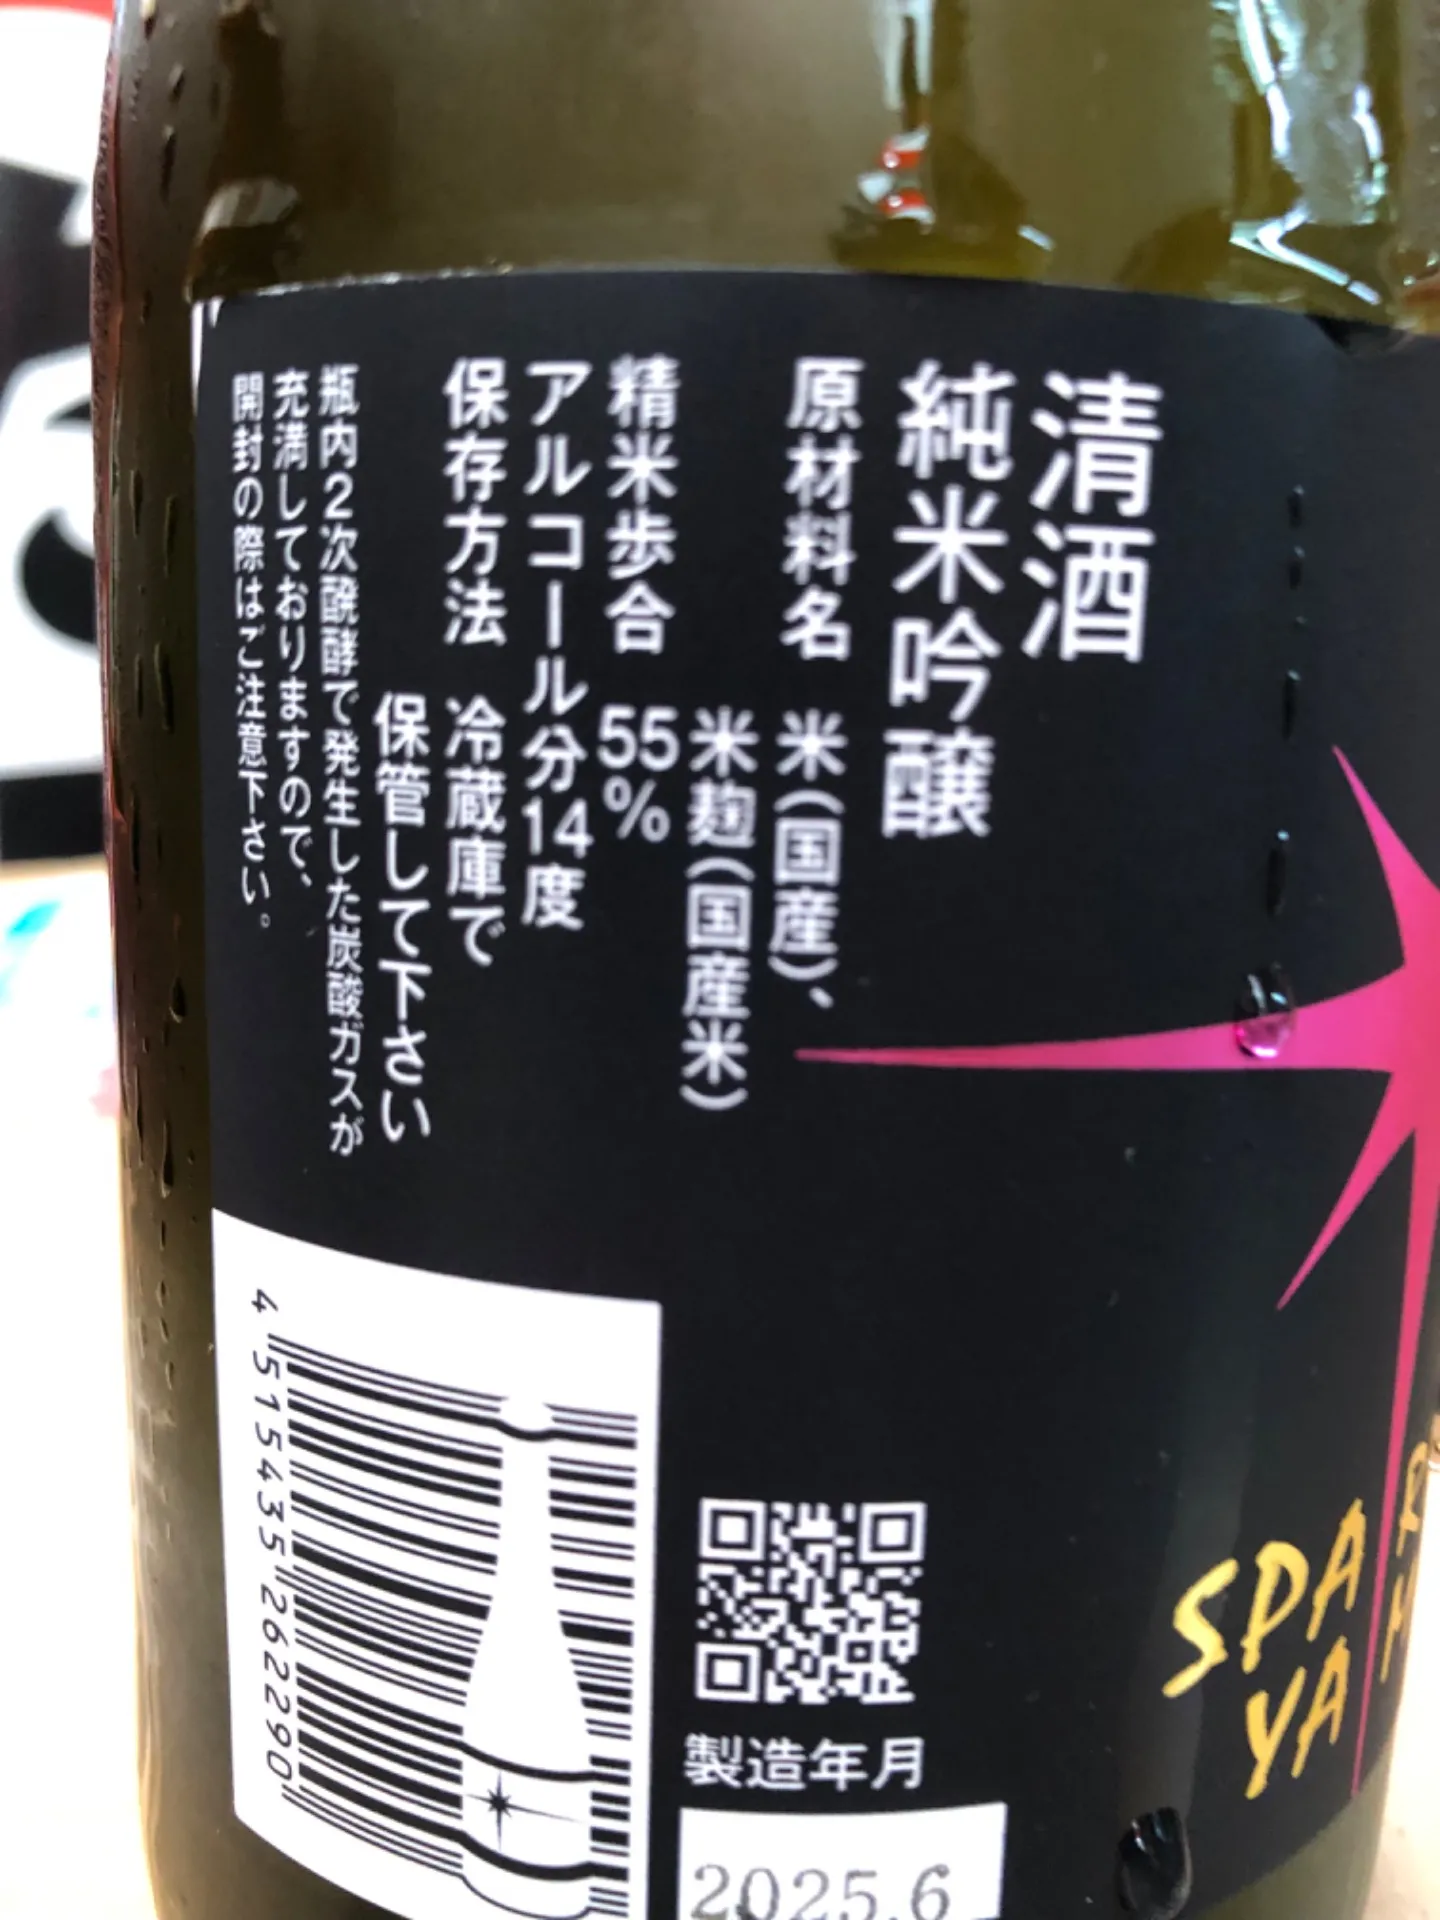 清酒
純米吟醸
原材料名 米(国産)、
米麹(国産米)
精米歩合 55%
アルコール分14度
保存方法 冷蔵庫で
保管して下さい
瓶内2次醗酵で発生した炭酸ガスが
充満しておりますので、
開封の際はご注意下さい。
4 515435 262290
製造年月
2025.6
SPA
YA